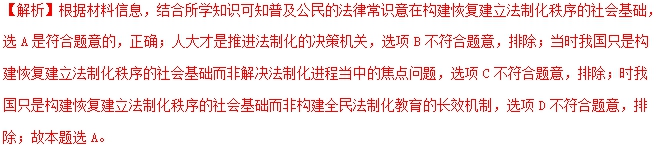 【解析】根据材料信息，结合所学知识可知普及公民的法律常识意在构建恢复建立法制化秩序的社会基础，
选 A 是符合题意的，正确；人大才是推进法制化的决策机关，选项 B 不符合题意，排除；当时我国只是构
建恢复建立法制化秩序的社会基础而非解决法制化进程当中的焦点问题，选项 C 不符合题意，排除；时我
国只是构建恢复建立法制化秩序的社会基础而非构建全民法制化教育的长效机制，选项 D 不符合题意，排
除；故本题选 A。